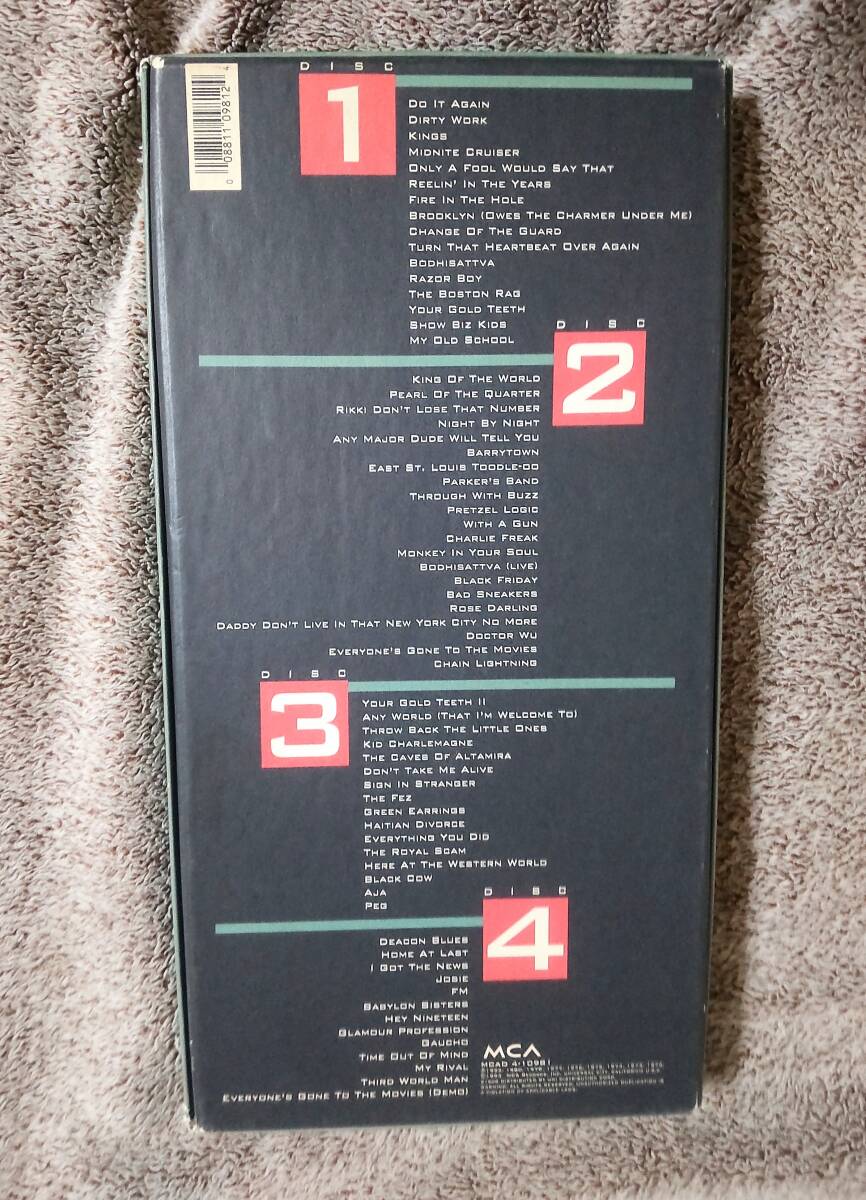 DISC
1
0 08811 09812 4
DO IT AGAIN
DIRTY WORK
KINGS
MIDNITE CRUISER
ONLY A FOOL WOULD SAY THAT
REELIN' IN THE YEARS
FIRE IN THE HOLE
BROOKLYN (OWES THE CHARMER UNDER ME)
CHANGE OF THE GUARD
TURN THAT HEARTBEAT OVER AGAIN
BODHISATTVA
RAZOR BOY
THE BOSTON RAG
YOUR GOLD TEETH
SHOW BIZ KIDS
MY OLD SCHOOL
DISC
2
KING OF THE WORLD
PEARL OF THE QUARTER
RIKKI DON'T LOSE THAT NUMBER
NIGHT BY NIGHT
ANY MAJOR DUDE WILL TELL YOU
BARRYTOWN
EAST ST. LOUIS TOODLE-OO
PARKER'S BAND
THROUGH WITH BUZZ
PRETZEL LOGIC
WITH A GUN
CHARLIE FREAK
MONKEY IN YOUR SOUL
BODHISATTVA (LIVE)
BLACK FRIDAY
BAD SNEAKERS
ROSE DARLING
DADDY DON'T LIVE IN THAT NEW YORK CITY NO MORE
DOCTOR WU
EVERYONE'S GONE TO THE MOVIES
CHAIN LIGHTNING
DISC
3
YOUR GOLD TEETH II
ANY WORLD (THAT I'M WELCOME TO)
THROW BACK THE LITTLE ONES
KID CHARLEMAGNE
THE CAVES OF ALTAMIRA
DON'T TAKE ME ALIVE
SIGN IN STRANGER
THE FEZ
GREEN EARRINGS
HAITIAN DIVORCE
EVERYTHING YOU DID
THE ROYAL SCAM
HERE AT THE WESTERN WORLD
BLACK COW
AJA
PEG
DISC
4
DEACON BLUES
HOME AT LAST
I GOT THE NEWS
JOSIE
FM
BABYLON SISTERS
HEY NINETEEN
GLAMOUR PROFESSION
GAUCHO
TIME OUT OF MIND
MY RIVAL
THIRD WORLD MAN
EVERYONE'S GONE TO THE MOVIES (DEMO)
MCA
MCAD 4-10981